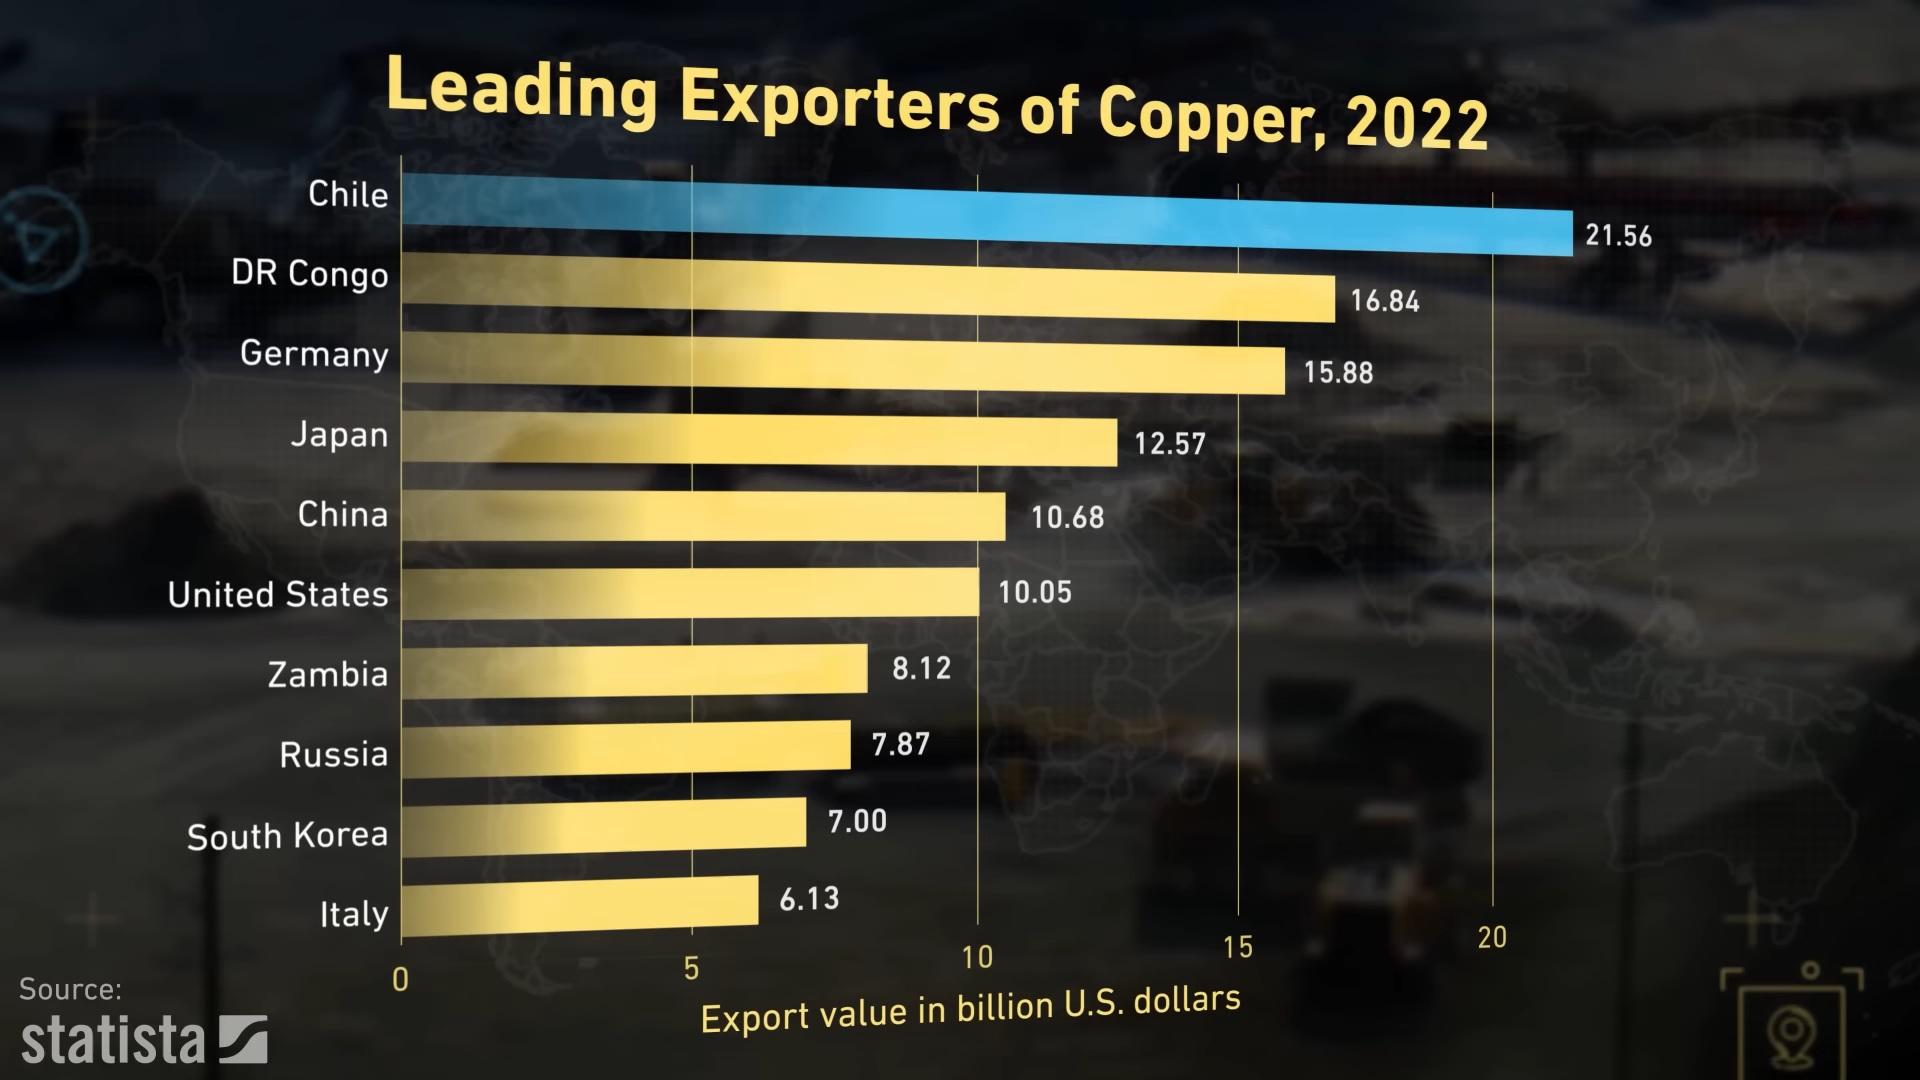 Leading Exporters of Copper, 2022
Chile 21.56
DR Congo 16.84
Germany 15.88
Japan 12.57
China 10.68
United States 10.05
Zambia 8.12
Russia 7.87
South Korea 7.00
Italy 6.13
0 5 10 15 20
Export value in billion U.S. dollars
Source:
statista